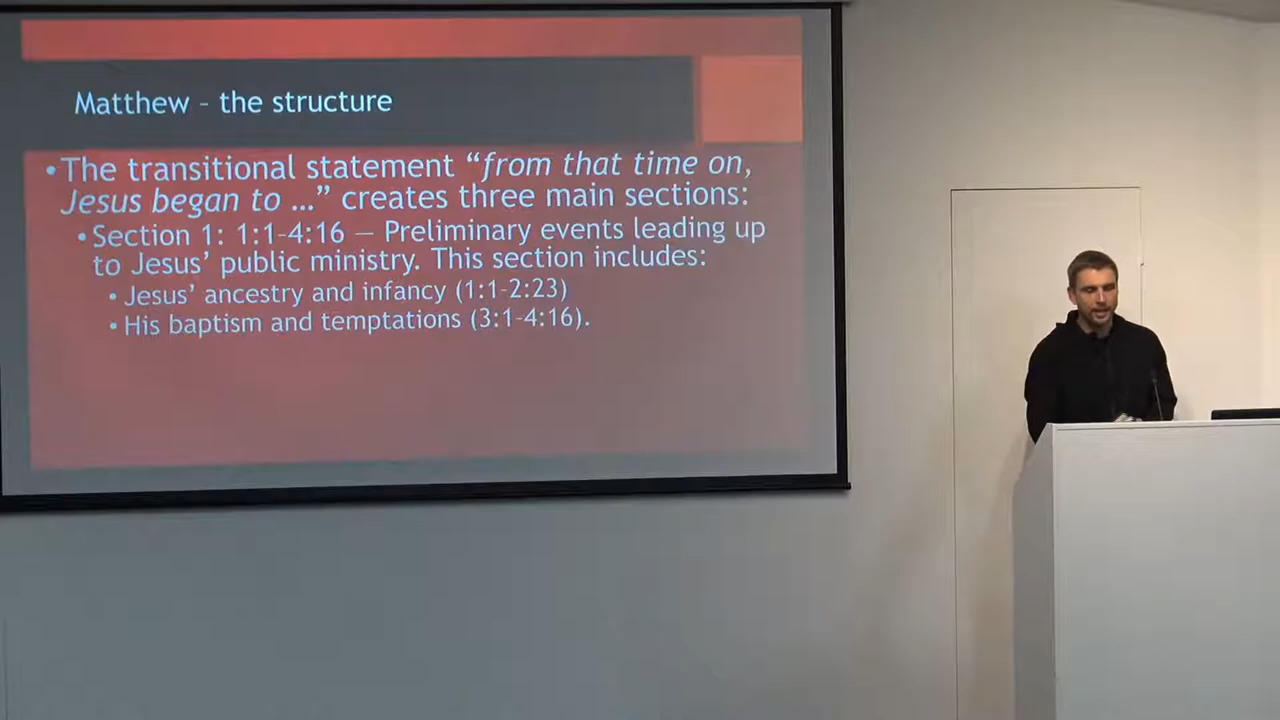 Matthew – the structure
•The transitional statement “from that time on,
Jesus began to …” creates three main sections:
•Section 1: 1:1-4:16 — Preliminary events leading up
to Jesus’ public ministry. This section includes:
• Jesus’ ancestry and infancy (1:1-2:23)
• His baptism and temptations (3:1-4:16).